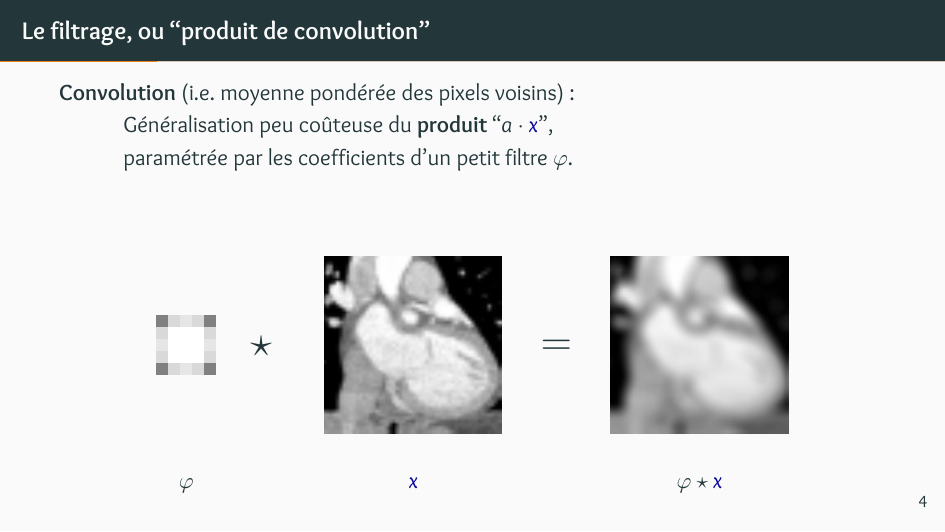 Le filtrage, ou “produit de convolution”
Convolution (i.e. moyenne pondérée des pixels voisins) :
Généralisation peu coûteuse du produit “a · x”,
paramétrée par les coefficients d’un petit filtre φ.
⋆ =
φ x φ ⋆ x
4